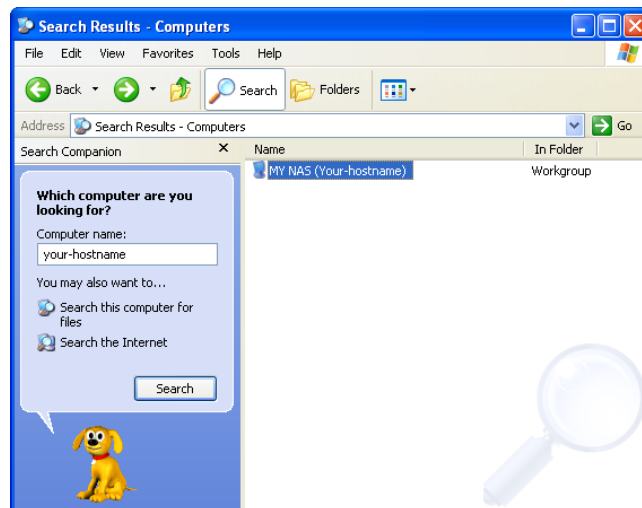 Search Results - Computers
File Edit View Favorites Tools Help
Back Search Folders
Address Search Results - Computers Go
Search Companion
Name In Folder
MY NAS (Your-hostname) Workgroup
Which computer are you
looking for?
Computer name:
your-hostname
You may also want to...
Search this computer for
files
Search the Internet
Search